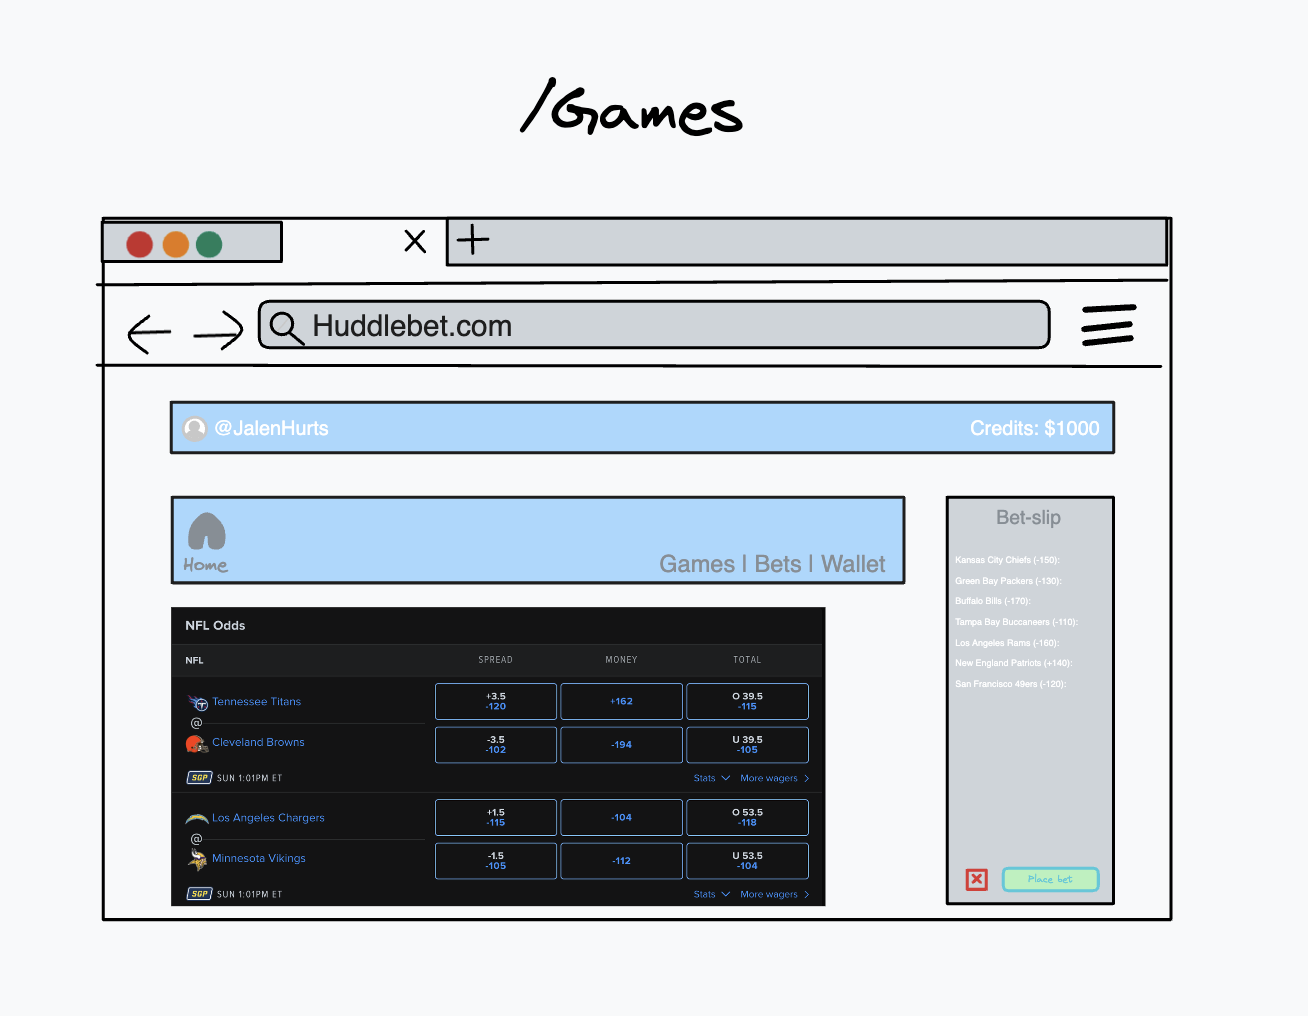 /Games
Huddlebet.com
@JalenHurts Credits: $1000
Home
Games | Bets | Wallet
NFL Odds
NFL SPREAD MONEY TOTAL
Tennessee Titans
+3.5 -120
+162
O 39.5 -115
@
Cleveland Browns
-3.5 -102
-194
U 39.5 -105
SGP SUN 1:01PM ET Stats More wagers
Los Angeles Chargers
+1.5 -115
-104
O 53.5 -118
@
Minnesota Vikings
-1.5 -105
-112
U 53.5 -104
SGP SUN 1:01PM ET Stats More wagers
Bet-slip
Kansas City Chiefs (-150):
Green Bay Packers (-130):
Buffalo Bills (-170):
Tampa Bay Buccaneers (-110):
Los Angeles Rams (-160):
New England Patriots (+140):
San Francisco 49ers (-120):
Place bet